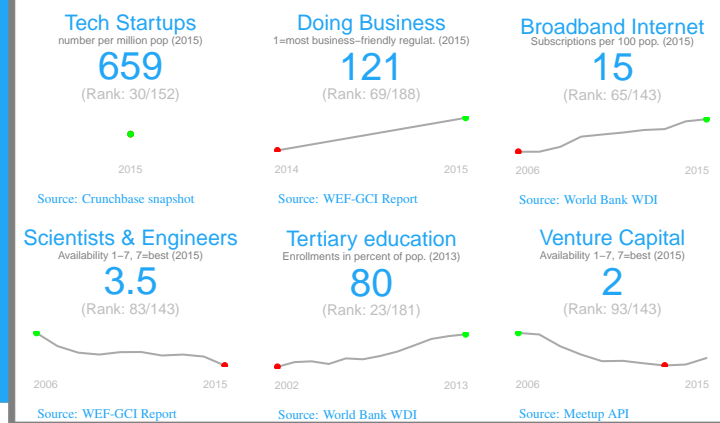 Tech Startups
number per million pop (2015)
659
(Rank: 30/152)
2015
Source: Crunchbase snapshot
Doing Business
1=most business−friendly regulat. (2015)
121
(Rank: 69/188)
2014 2015
Source: WEF-GCI Report
Broadband Internet
Subscriptions per 100 pop. (2015)
15
(Rank: 65/143)
2006 2015
Source: World Bank WDI
Scientists & Engineers
Availability 1−7, 7=best (2015)
3.5
(Rank: 83/143)
2006 2015
Source: WEF-GCI Report
Tertiary education
Enrollments in percent of pop. (2013)
80
(Rank: 23/181)
2002 2013
Source: World Bank WDI
Venture Capital
Availability 1−7, 7=best (2015)
2
(Rank: 93/143)
2006 2015
Source: Meetup API